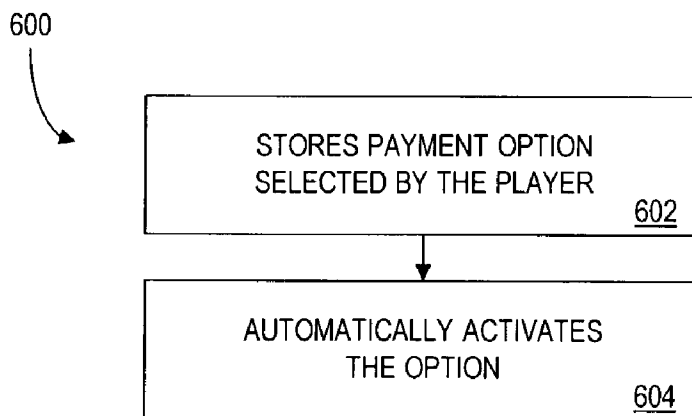 600
STORES PAYMENT OPTION
SELECTED BY THE PLAYER
602
AUTOMATICALLY ACTIVATES
THE OPTION
604